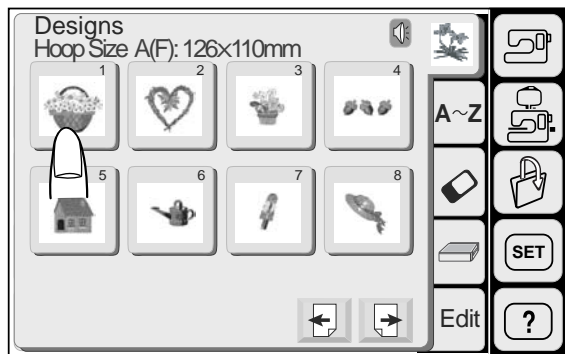 Designs
Hoop Size A(F): 126×110mm
1 2 3 4
A~Z
5 6 7 8
SET
Edit
?